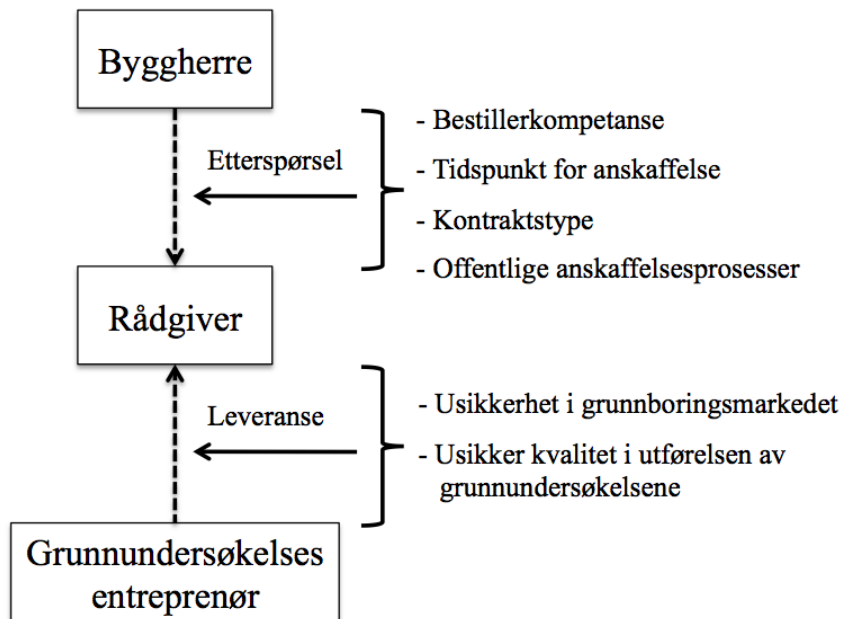 Byggherre
Etterspørsel
- Bestillerkompetanse
- Tidspunkt for anskaffelse
- Kontraktstype
- Offentlige anskaffelsesprosesser
Rådgiver
Leveranse
- Usikkerhet i grunnboringsmarkedet
- Usikker kvalitet i utførelsen av
grunnundersøkelsene
Grunnundersøkelses
entreprenør